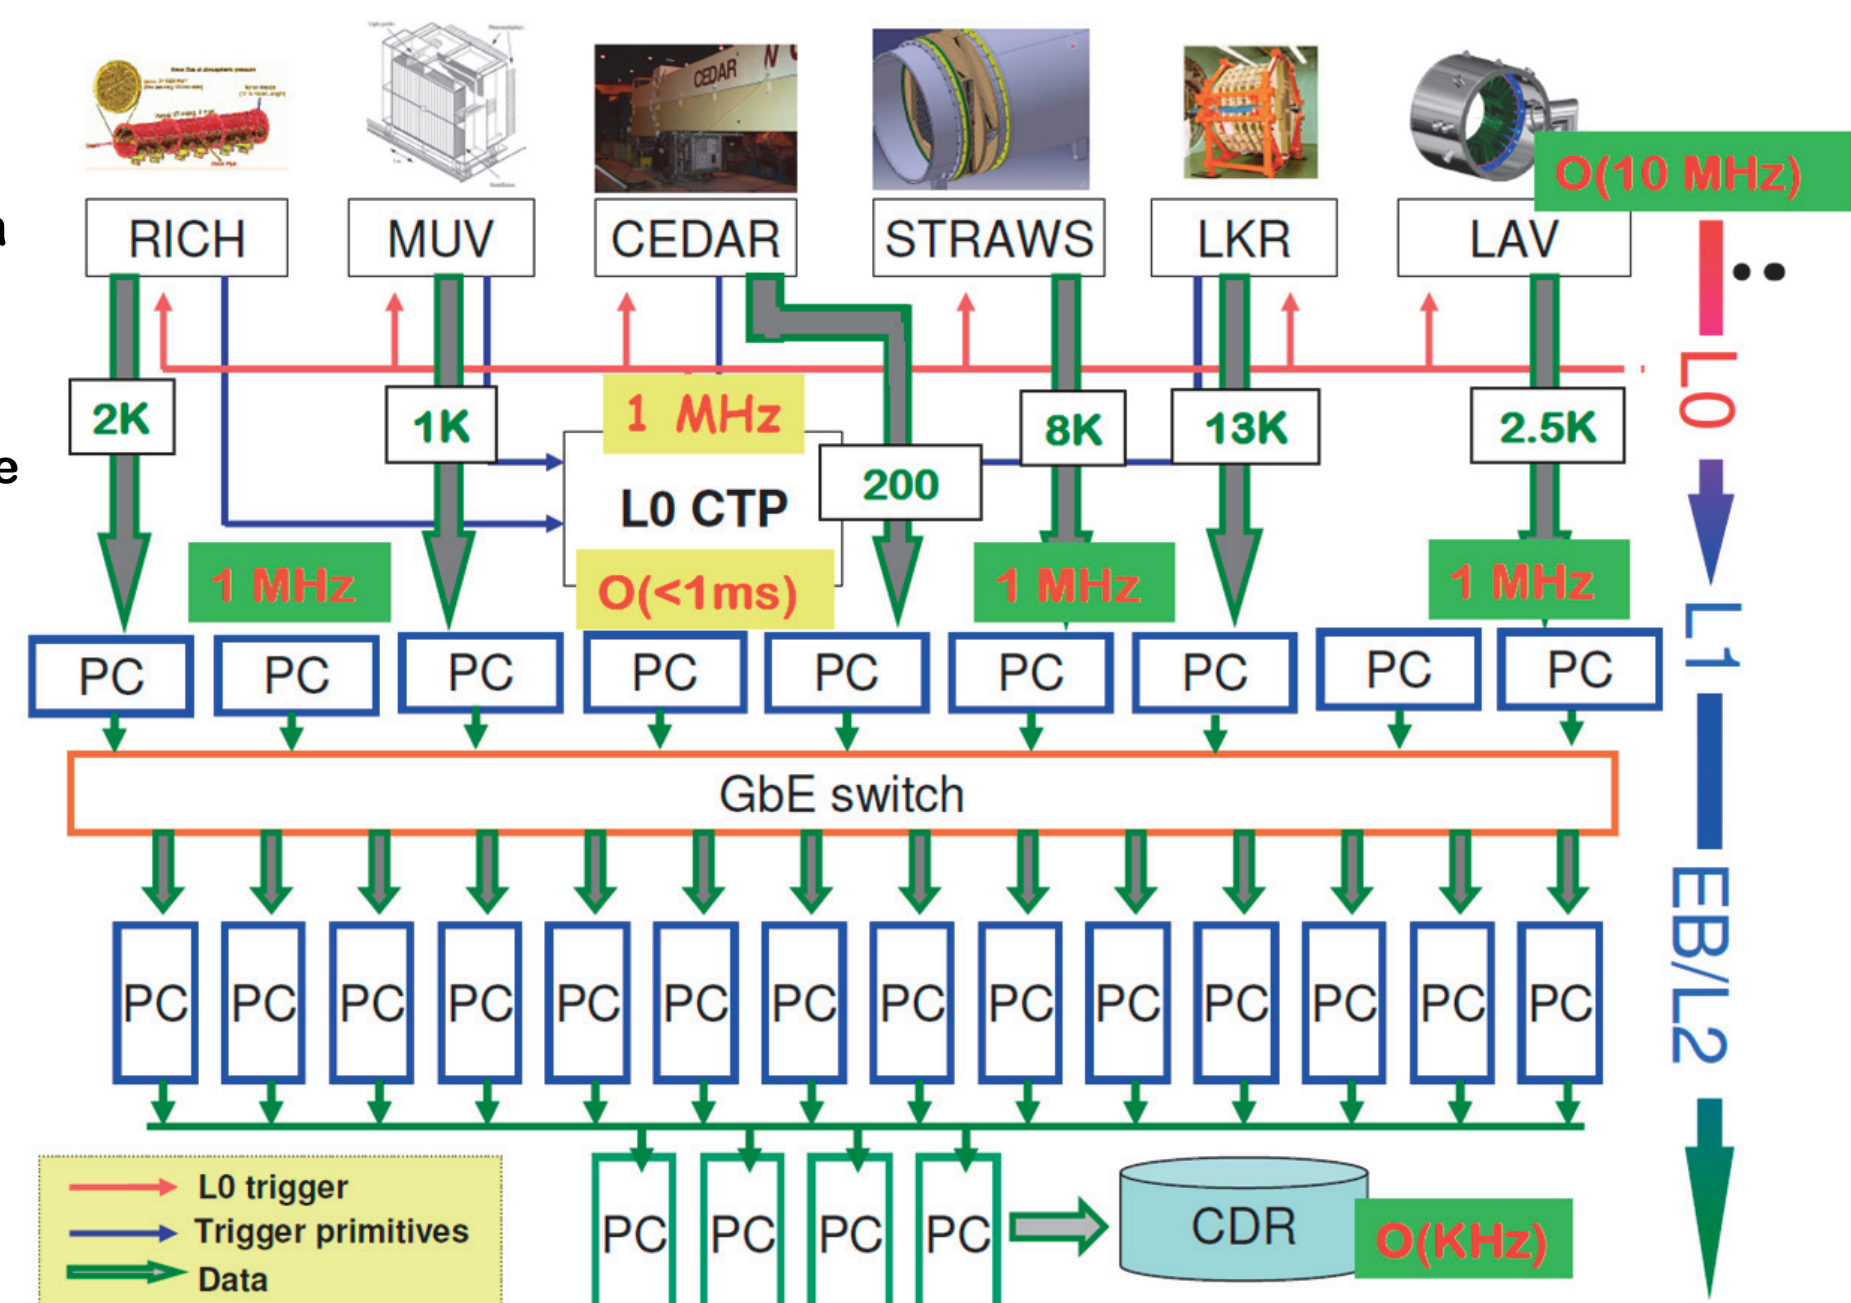 CEDAR
O(10 MHz)
RICH
MUV
CEDAR
STRAWS
LKR
LAV
L0
2K
1K
1 MHz
8K
13K
2.5K
200
L0 CTP
1 MHz
O(<1ms)
1 MHz
1 MHz
L1
PC PC PC PC PC PC PC PC PC
GbE switch
EB/L2
PC PC PC PC PC PC PC PC PC PC PC PC PC PC
L0 trigger
Trigger primitives
Data
PC PC PC PC
CDR
O(KHz)